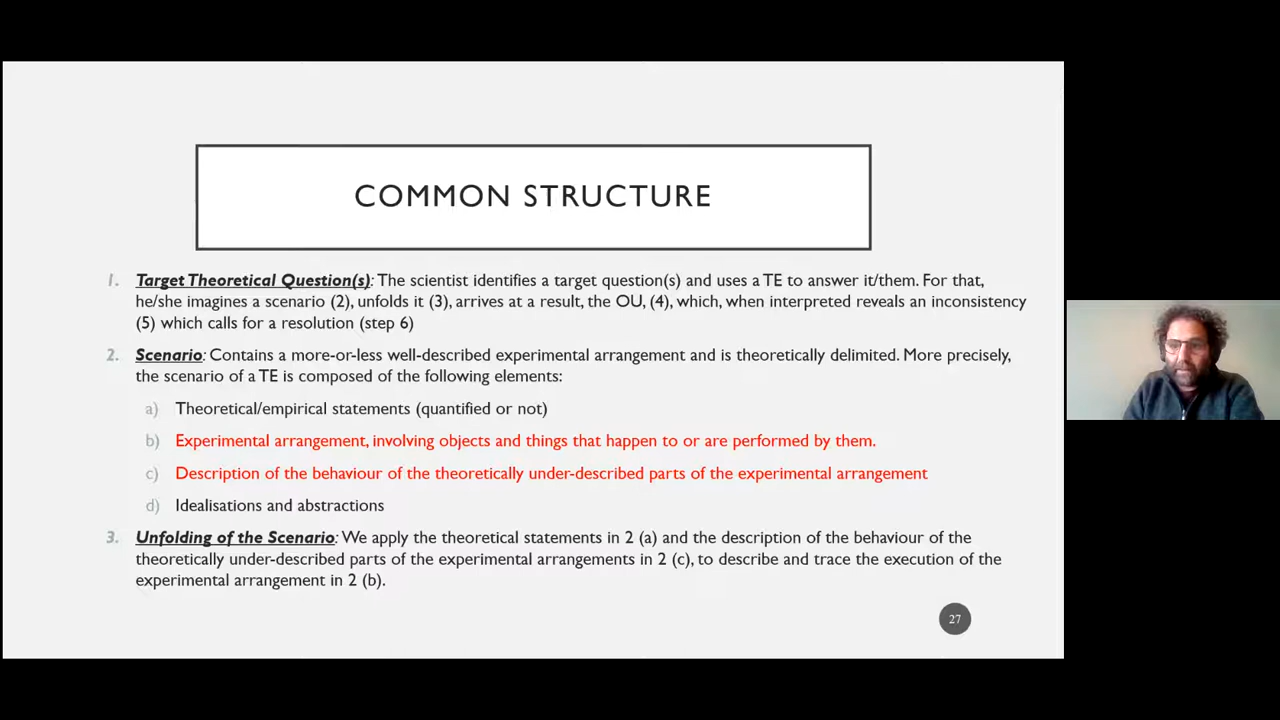 COMMON STRUCTURE
1. Target Theoretical Question(s): The scientist identifies a target question(s) and uses a TE to answer it/them. For that,
he/she imagines a scenario (2), unfolds it (3), arrives at a result, the OU, (4), which, when interpreted reveals an inconsistency
(5) which calls for a resolution (step 6)
2. Scenario: Contains a more-or-less well-described experimental arrangement and is theoretically delimited. More precisely,
the scenario of a TE is composed of the following elements:
a) Theoretical/empirical statements (quantified or not)
b) Experimental arrangement, involving objects and things that happen to or are performed by them.
c) Description of the behaviour of the theoretically under-described parts of the experimental arrangement
d) Idealisations and abstractions
3. Unfolding of the Scenario: We apply the theoretical statements in 2 (a) and the description of the behaviour of the
theoretically under-described parts of the experimental arrangements in 2 (c), to describe and trace the execution of the
experimental arrangement in 2 (b).
27